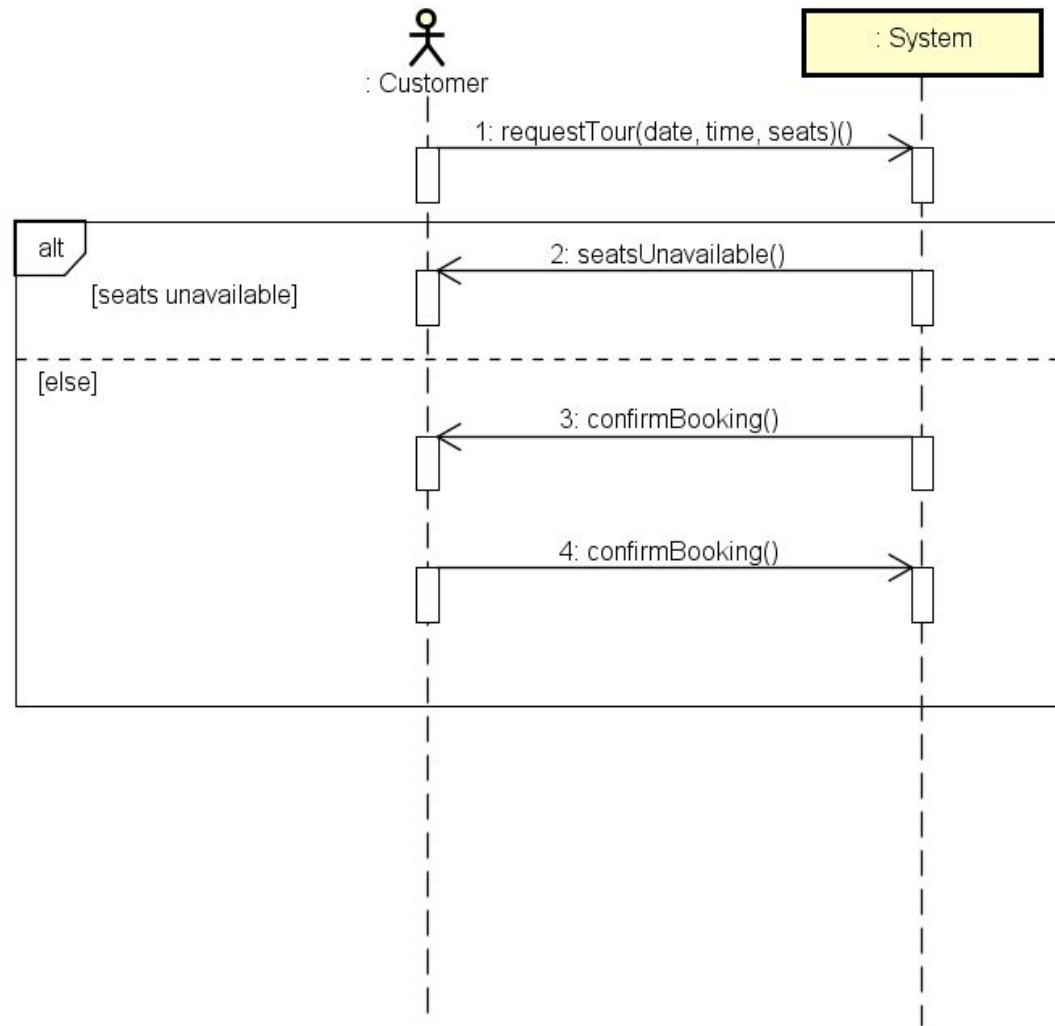 : Customer
: System
1: requestTour(date, time, seats)()
alt
2: seatsUnavailable()
[seats unavailable]
[else]
3: confirmBooking()
4: confirmBooking()